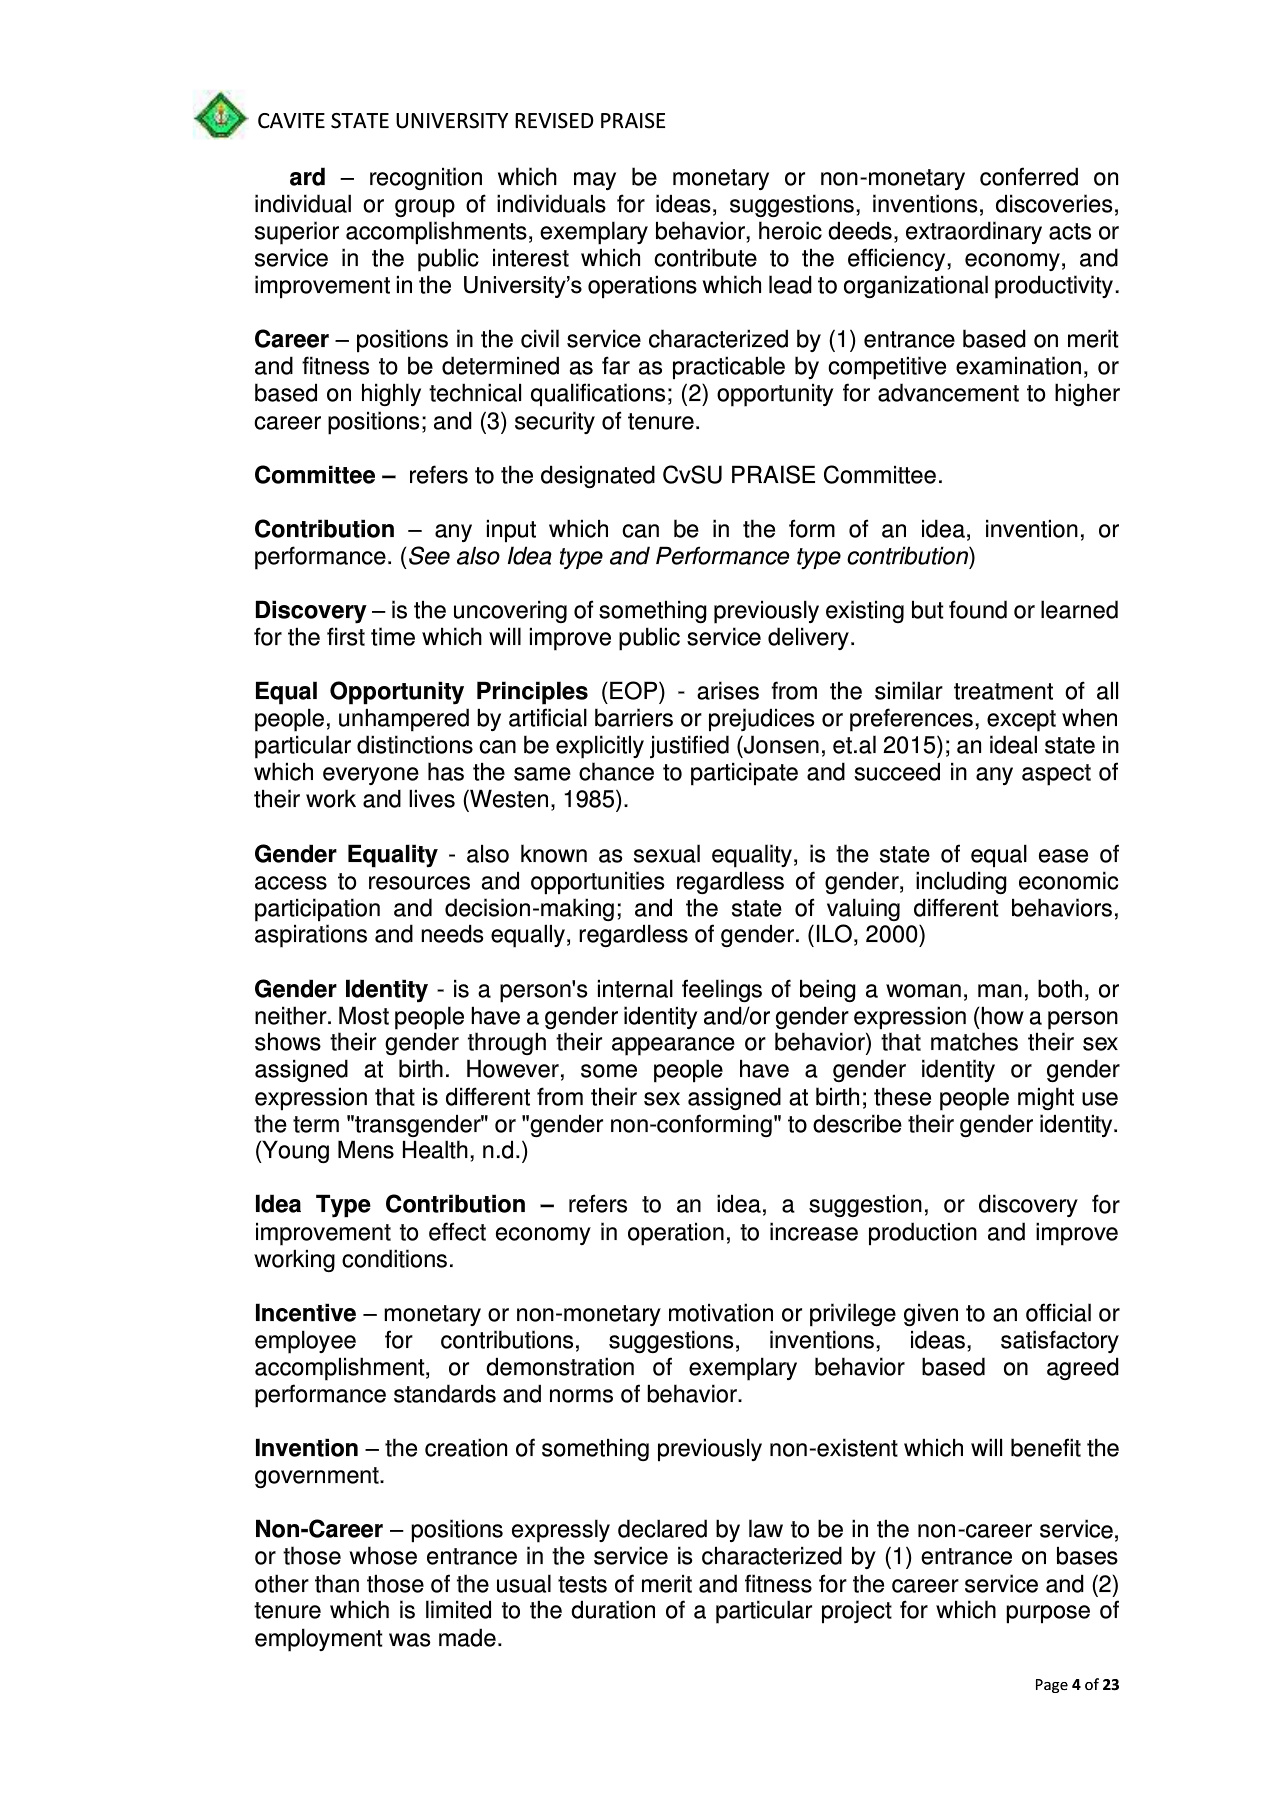 CAVITE STATE UNIVERSITY REVISED PRAISE
ard – recognition which may be monetary or non-monetary conferred on
individual or group of individuals for ideas, suggestions, inventions, discoveries,
superior accomplishments, exemplary behavior, heroic deeds, extraordinary acts or
service in the public interest which contribute to the efficiency, economy, and
improvement in the University’s operations which lead to organizational productivity.
Career – positions in the civil service characterized by (1) entrance based on merit
and fitness to be determined as far as practicable by competitive examination, or
based on highly technical qualifications; (2) opportunity for advancement to higher
career positions; and (3) security of tenure.
Committee – refers to the designated CvSU PRAISE Committee.
Contribution – any input which can be in the form of an idea, invention, or
performance. (See also Idea type and Performance type contribution)
Discovery – is the uncovering of something previously existing but found or learned
for the first time which will improve public service delivery.
Equal Opportunity Principles (EOP) - arises from the similar treatment of all
people, unhampered by artificial barriers or prejudices or preferences, except when
particular distinctions can be explicitly justified (Jonsen, et.al 2015); an ideal state in
which everyone has the same chance to participate and succeed in any aspect of
their work and lives (Westen, 1985).
Gender Equality - also known as sexual equality, is the state of equal ease of
access to resources and opportunities regardless of gender, including economic
participation and decision-making; and the state of valuing different behaviors,
aspirations and needs equally, regardless of gender. (ILO, 2000)
Gender Identity - is a person's internal feelings of being a woman, man, both, or
neither. Most people have a gender identity and/or gender expression (how a person
shows their gender through their appearance or behavior) that matches their sex
assigned at birth. However, some people have a gender identity or gender
expression that is different from their sex assigned at birth; these people might use
the term "transgender" or "gender non-conforming" to describe their gender identity.
(Young Mens Health, n.d.)
Idea Type Contribution – refers to an idea, a suggestion, or discovery for
improvement to effect economy in operation, to increase production and improve
working conditions.
Incentive – monetary or non-monetary motivation or privilege given to an official or
employee for contributions, suggestions, inventions, ideas, satisfactory
accomplishment, or demonstration of exemplary behavior based on agreed
performance standards and norms of behavior.
Invention – the creation of something previously non-existent which will benefit the
government.
Non-Career – positions expressly declared by law to be in the non-career service,
or those whose entrance in the service is characterized by (1) entrance on bases
other than those of the usual tests of merit and fitness for the career service and (2)
tenure which is limited to the duration of a particular project for which purpose of
employment was made.
Page 4 of 23